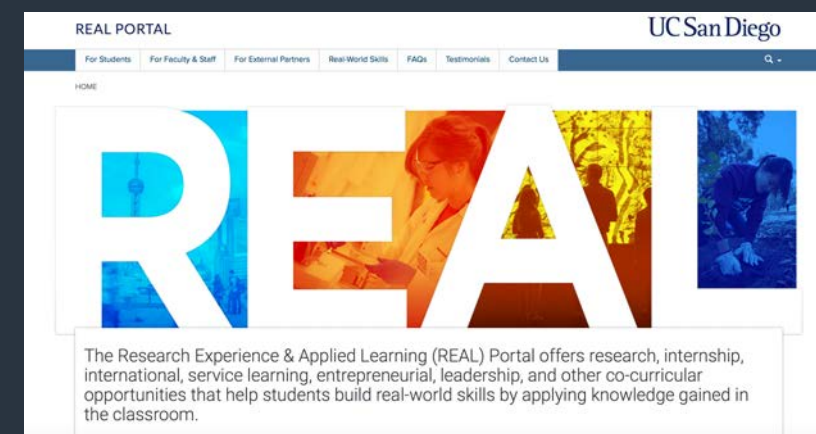 REAL PORTAL
UC San Diego
For Students
For Faculty & Staff
For External Partners
Real-World Skills
FAQs
Testimonials
Contact Us
HOME
REAL
The Research Experience & Applied Learning (REAL) Portal offers research, internship,
international, service learning, entrepreneurial, leadership, and other co-curricular
opportunities that help students build real-world skills by applying knowledge gained in
the classroom.